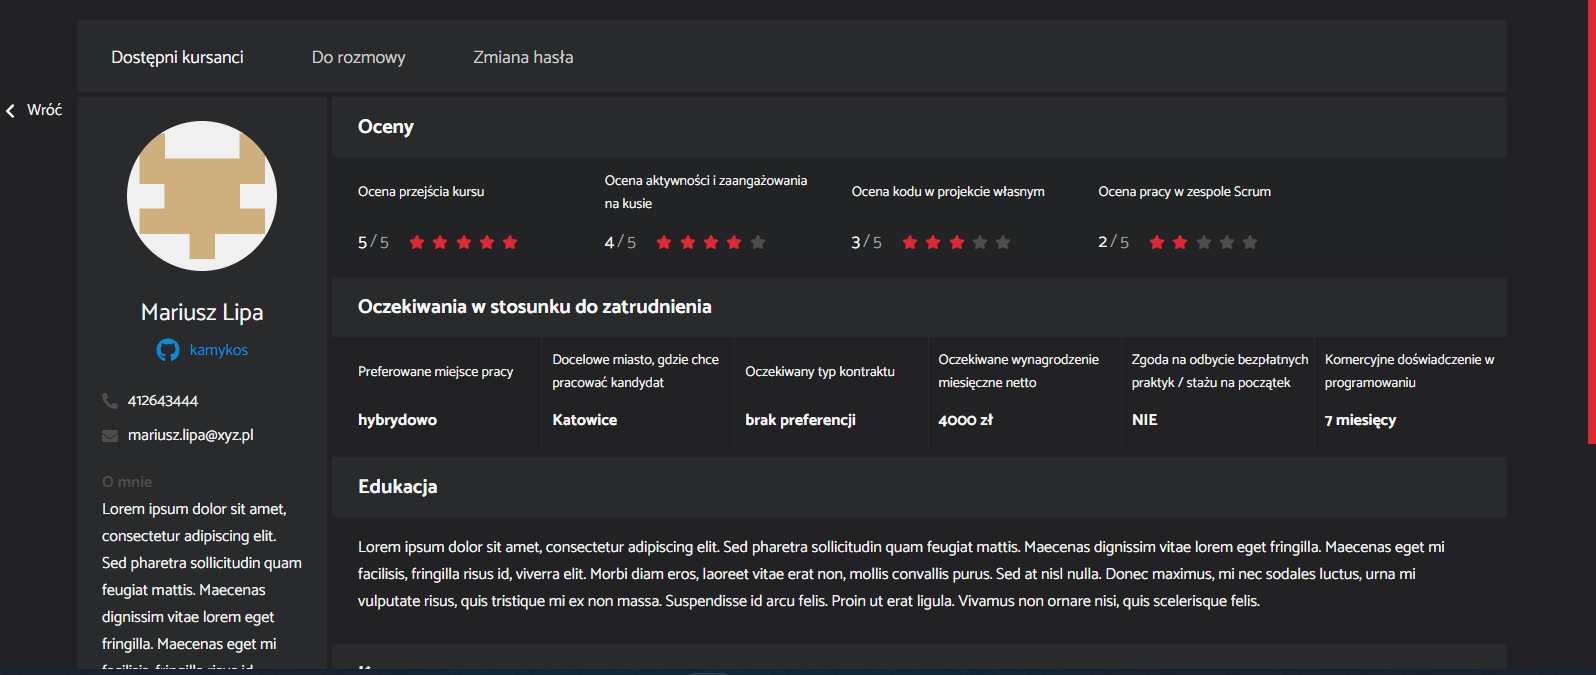 Dostępni kursanci
Do rozmowy
Zmiana hasła
Wróć
Mariusz Lipa
kamykos
412643444
mariusz.lipa@xyz.pl
O mnie
Lorem ipsum dolor sit amet,
consectetur adipiscing elit.
Sed pharetra sollicitudin quam
feugiat mattis. Maecenas
dignissim vitae lorem eget
fringilla. Maecenas eget mi
facilisis, fringilla risus id
Oceny
Ocena przejścia kursu
5 / 5
Ocena aktywności i zaangażowania
na kusie
4 / 5
Ocena kodu w projekcie własnym
3 / 5
Ocena pracy w zespole Scrum
2 / 5
Oczekiwania w stosunku do zatrudnienia
Preferowane miejsce pracy
hybrydowo
Docelowe miasto, gdzie chce
pracować kandydat
Katowice
Oczekiwany typ kontraktu
brak preferencji
Oczekiwane wynagrodzenie
miesięczne netto
4000 zł
Zgoda na odbycie bezpłatnych
praktyk / stażu na początek
NIE
Komercyjne doświadczenie w
programowaniu
7 miesięcy
Edukacja
Lorem ipsum dolor sit amet, consectetur adipiscing elit. Sed pharetra sollicitudin quam feugiat mattis. Maecenas dignissim vitae lorem eget fringilla. Maecenas eget mi
facilisis, fringilla risus id, viverra elit. Morbi diam eros, laoreet vitae erat non, mollis convallis purus. Sed at nisl nulla. Donec maximus, mi nec sodales luctus, urna mi
vulputate risus, quis tristique mi ex non massa. Suspendisse id arcu felis. Proin ut erat ligula. Vivamus non ornare nisi, quis scelerisque felis.